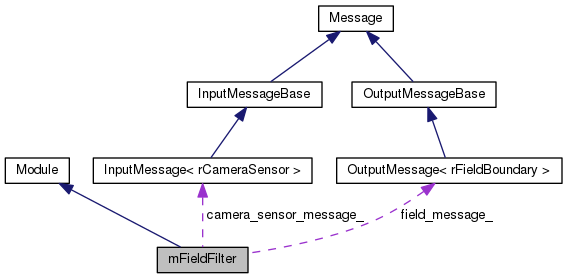 Message
InputMessageBase
OutputMessageBase
Module
InputMessage< rCameraSensor >
OutputMessage< rFieldBoundary >
camera_sensor_message_
field_message_
mFieldFilter